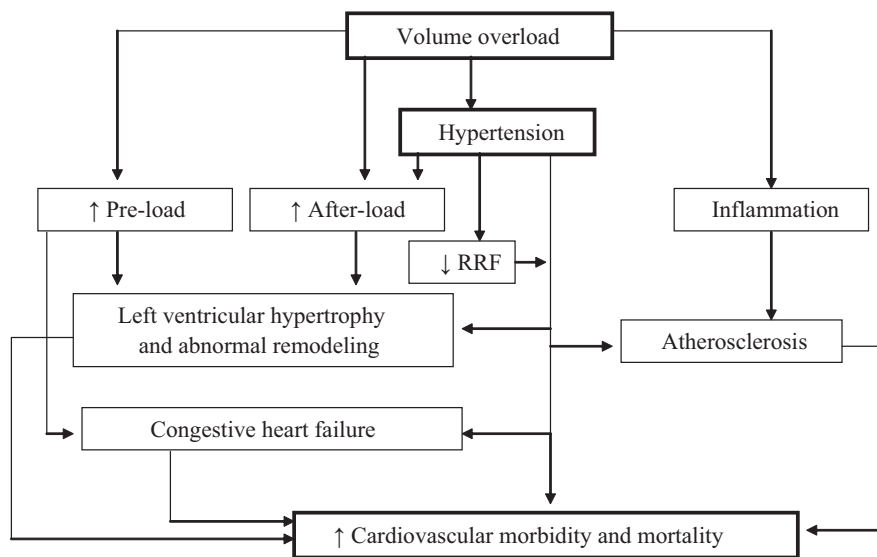 Volume overload
Hypertension
↑ Pre-load
↑ After-load
Inflammation
↓ RRF
Left ventricular hypertrophy
and abnormal remodeling
Atherosclerosis
Congestive heart failure
↑ Cardiovascular morbidity and mortality